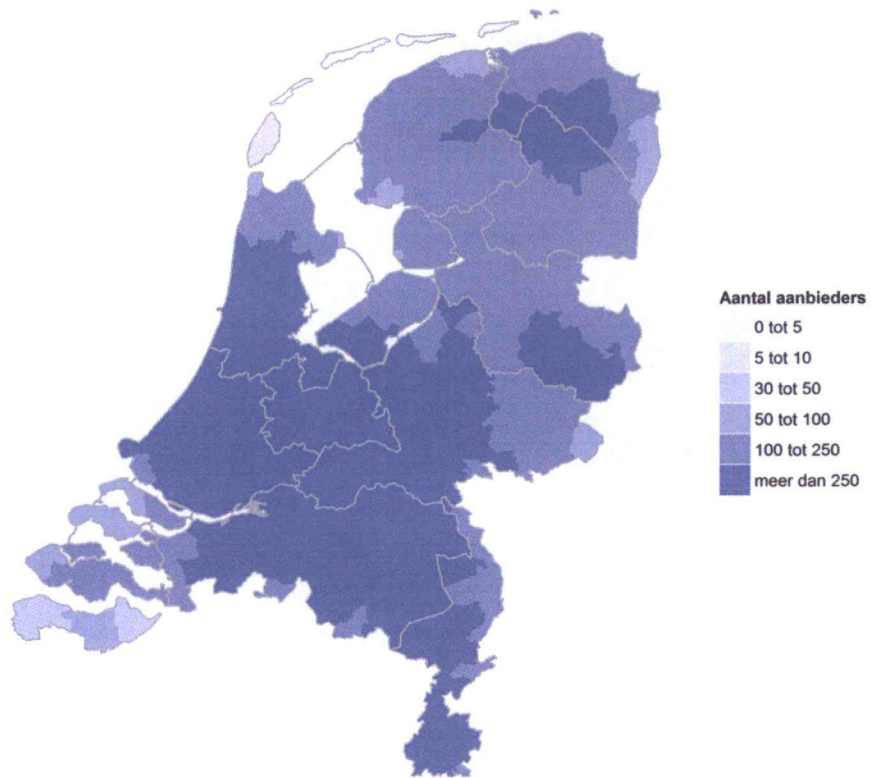 Aantal aanbieders
0 tot 5
5 tot 10
30 tot 50
50 tot 100
100 tot 250
meer dan 250